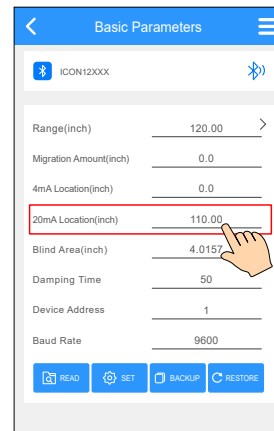 Basic Parameters
ICON12XXX
Range(inch) 120.00
Migration Amount(inch) 0.0
4mA Location(inch) 0.0
20mA Location(inch) 110.00
Blind Area(inch) 4.0157
Damping Time 50
Device Address 1
Baud Rate 9600
READ SET BACKUP RESTORE